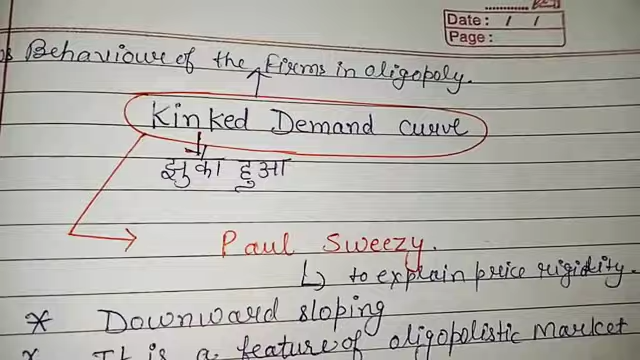 Date : / /
Page:
Behaviour of the firms in oligopoly.
Kinked Demand curve
झुका हुआ
Paul Sweezy.
↳ to explain price rigidity.
* Downward sloping
* It is a feature of oligopolistic Market